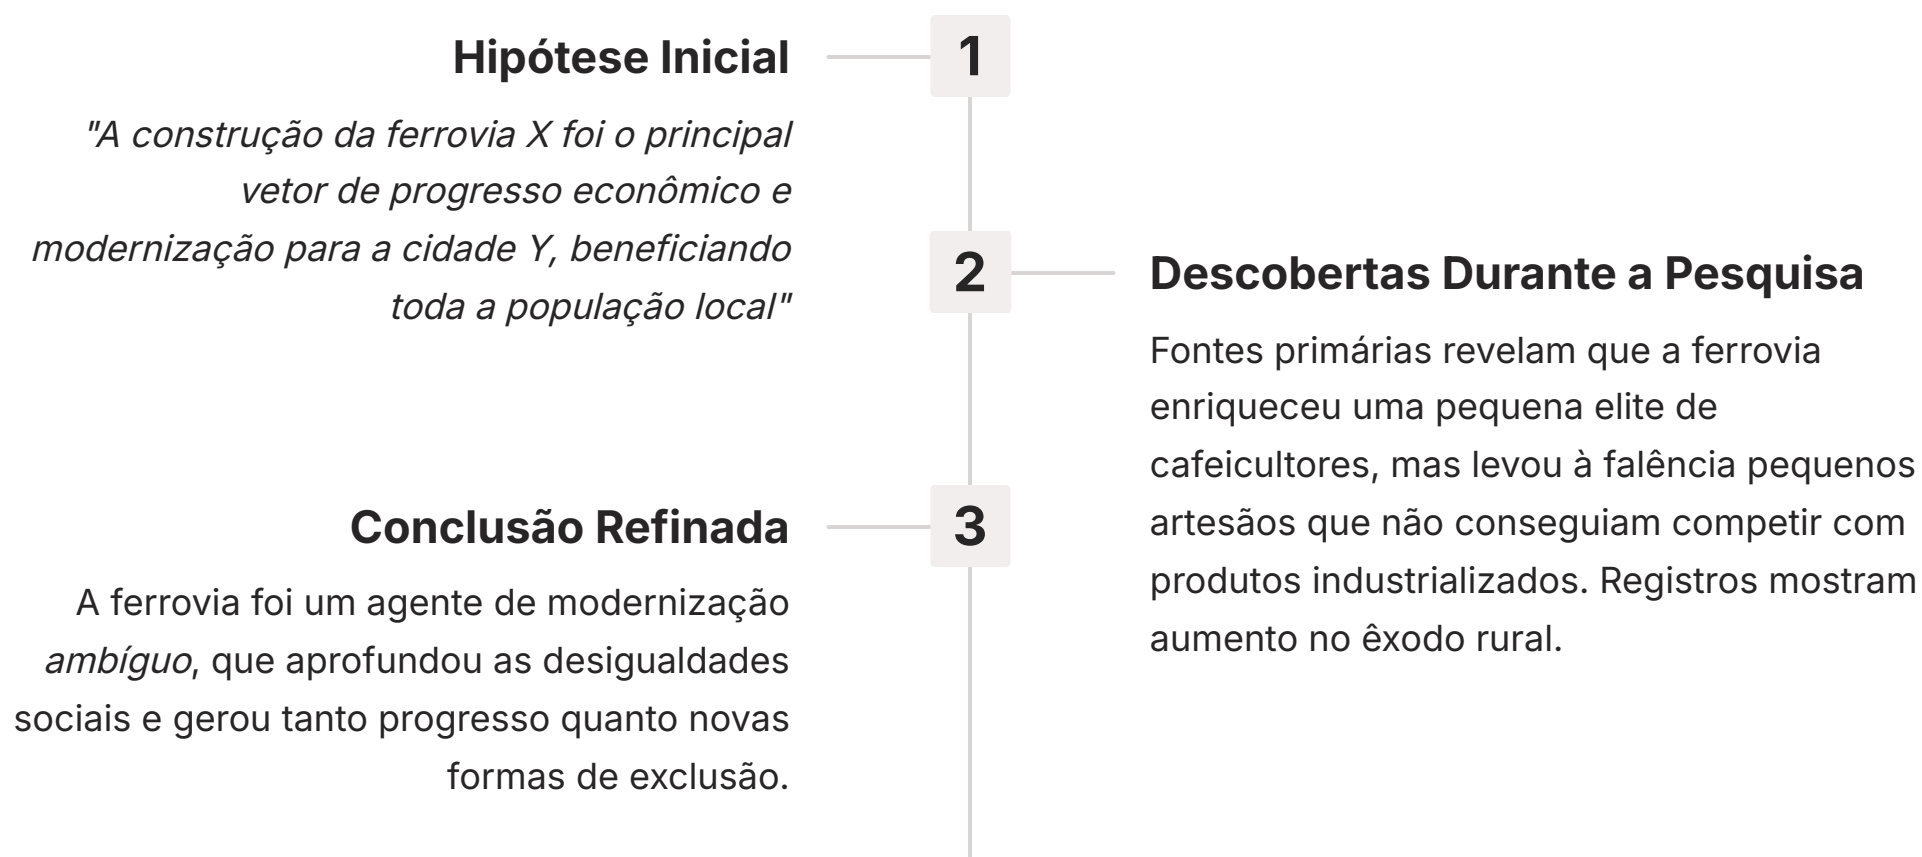 1
Hipótese Inicial
"A construção da ferrovia X foi o principal
vetor de progresso econômico e
modernização para a cidade Y, beneficiando
toda a população local"
2
Descobertas Durante a Pesquisa
Fontes primárias revelam que a ferrovia
enriqueceu uma pequena elite de
cafeicultores, mas levou à falência pequenos
artesãos que não conseguiam competir com
produtos industrializados. Registros mostram
aumento no êxodo rural.
3
Conclusão Refinada
A ferrovia foi um agente de modernização
ambíguo, que aprofundou as desigualdades
sociais e gerou tanto progresso quanto novas
formas de exclusão.